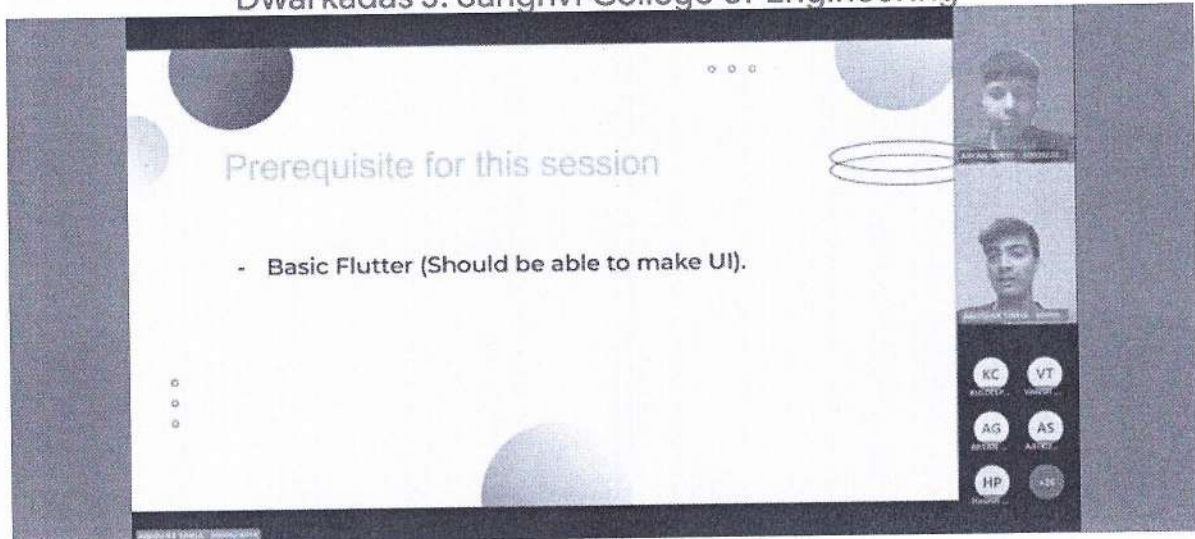 Dwarkadas J. Sanghvi College of Engineering
Prerequisite for this session
- Basic Flutter (Should be able to make UI).
KC
VT
AG
AS
HP